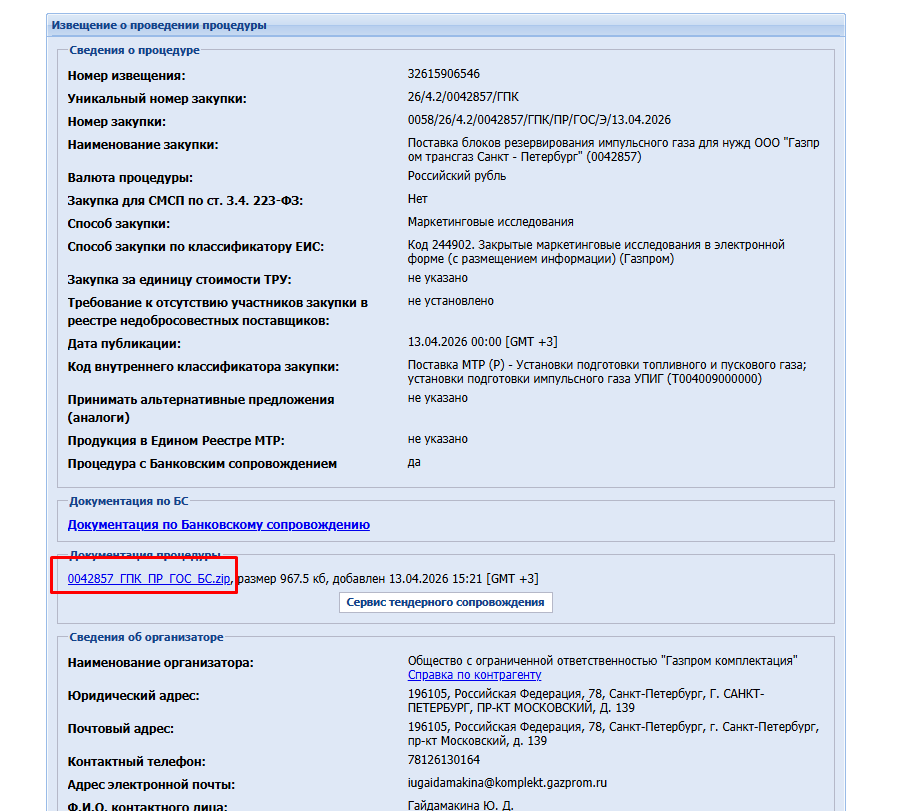 Извещение о проведении процедуры
Сведения о процедуре
Номер извещения: 32615906546
Уникальный номер закупки: 26/4.2/0042857/ГПК
Номер закупки: 0058/26/4.2/0042857/ГПК/ПР/ГОС/Э/13.04.2026
Наименование закупки: Поставка блоков резервирования импульсного газа для нужд ООО "Газпр
ом трансгаз Санкт - Петербург" (0042857)
Валюта процедуры: Российский рубль
Закупка для СМСП по ст. 3.4. 223-ФЗ: Нет
Способ закупки: Маркетинговые исследования
Способ закупки по классификатору ЕИС: Код 244902. Закрытые маркетинговые исследования в электронной
форме (с размещением информации) (Газпром)
Закупка за единицу стоимости ТРУ: не указано
Требование к отсутствию участников закупки в не установлено
реестре недобросовестных поставщиков:
Дата публикации: 13.04.2026 00:00 [GMT +3]
Код внутреннего классификатора закупки: Поставка МТР (Р) - Установки подготовки топливного и пускового газа;
установки подготовки импульсного газа УПИГ (Т004009000000)
Принимать альтернативные предложения не указано
(аналоги)
Продукция в Едином Реестре МТР: не указано
Процедура с Банковским сопровождением да
Документация по БС
Документация по Банковскому сопровождению
Документация процедуры
0042857_ГПК_ПР_ГОС_БС.zip, размер 967.5 кб, добавлен 13.04.2026 15:21 [GMT +3]
Сервис тендерного сопровождения
Сведения об организаторе
Наименование организатора: Общество с ограниченной ответственностью "Газпром комплектация"
Справка по контрагенту
Юридический адрес: 196105, Российская Федерация, 78, Санкт-Петербург, Г. САНКТ-
ПЕТЕРБУРГ, ПР-КТ МОСКОВСКИЙ, Д. 139
Почтовый адрес: 196105, Российская Федерация, 78, Санкт-Петербург, г. Санкт-Петербург,
пр-кт Московский, д. 139
Контактный телефон: 78126130164
Адрес электронной почты: iugaidamakina@komplekt.gazprom.ru
Ф.И.О. контактного лица: Гайдамакина Ю. Д.